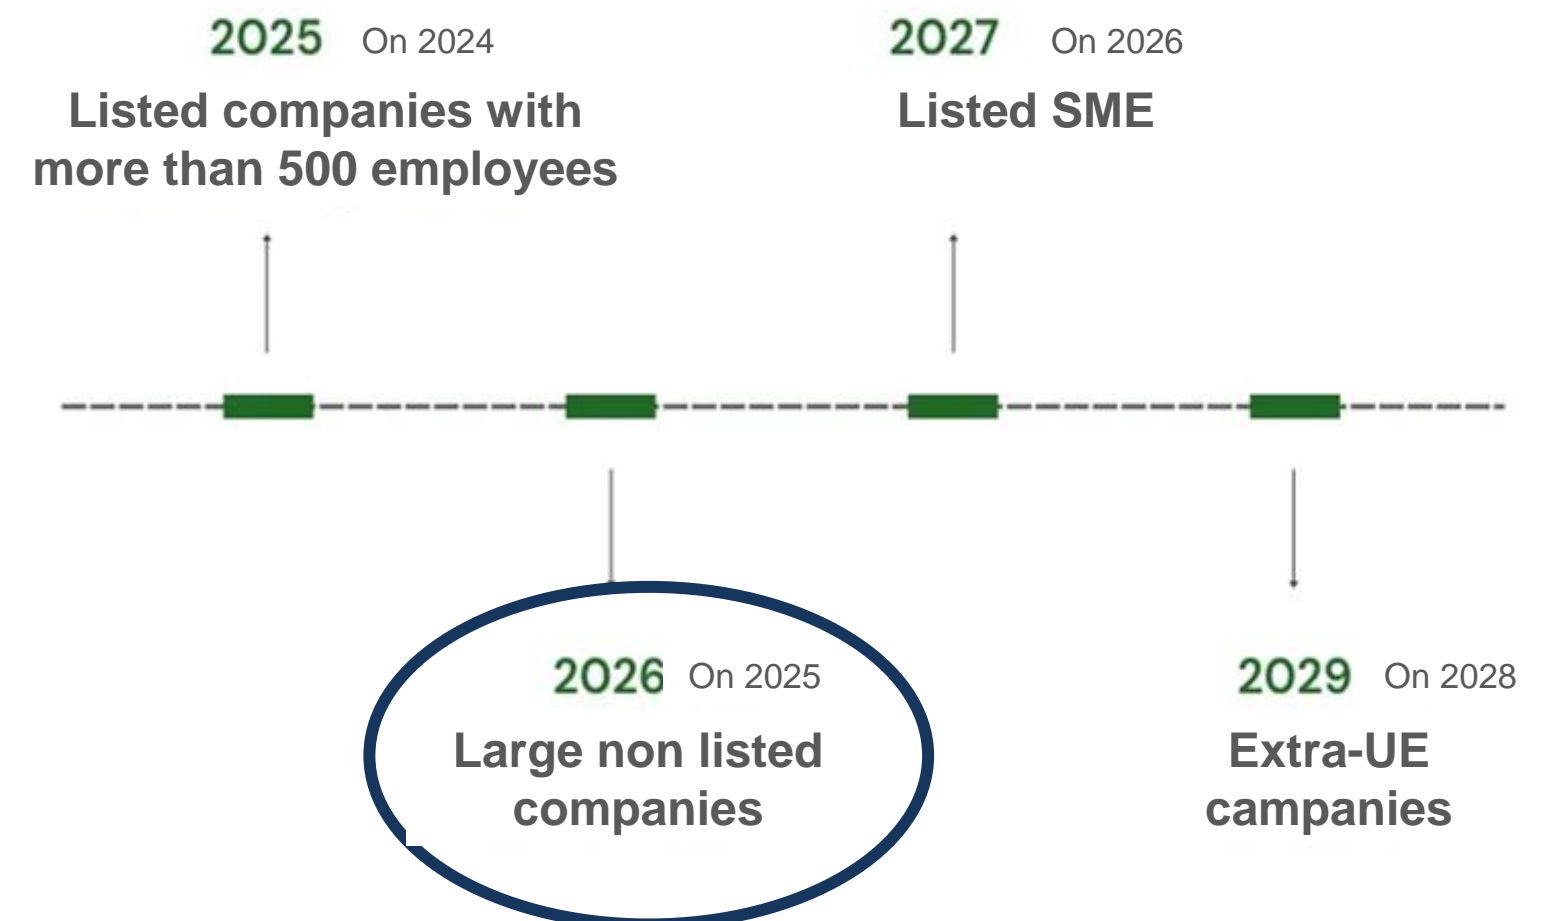 2025 On 2024
Listed companies with
more than 500 employees
2027 On 2026
Listed SME
2026 On 2025
Large non listed
companies
2029 On 2028
Extra-UE
campanies